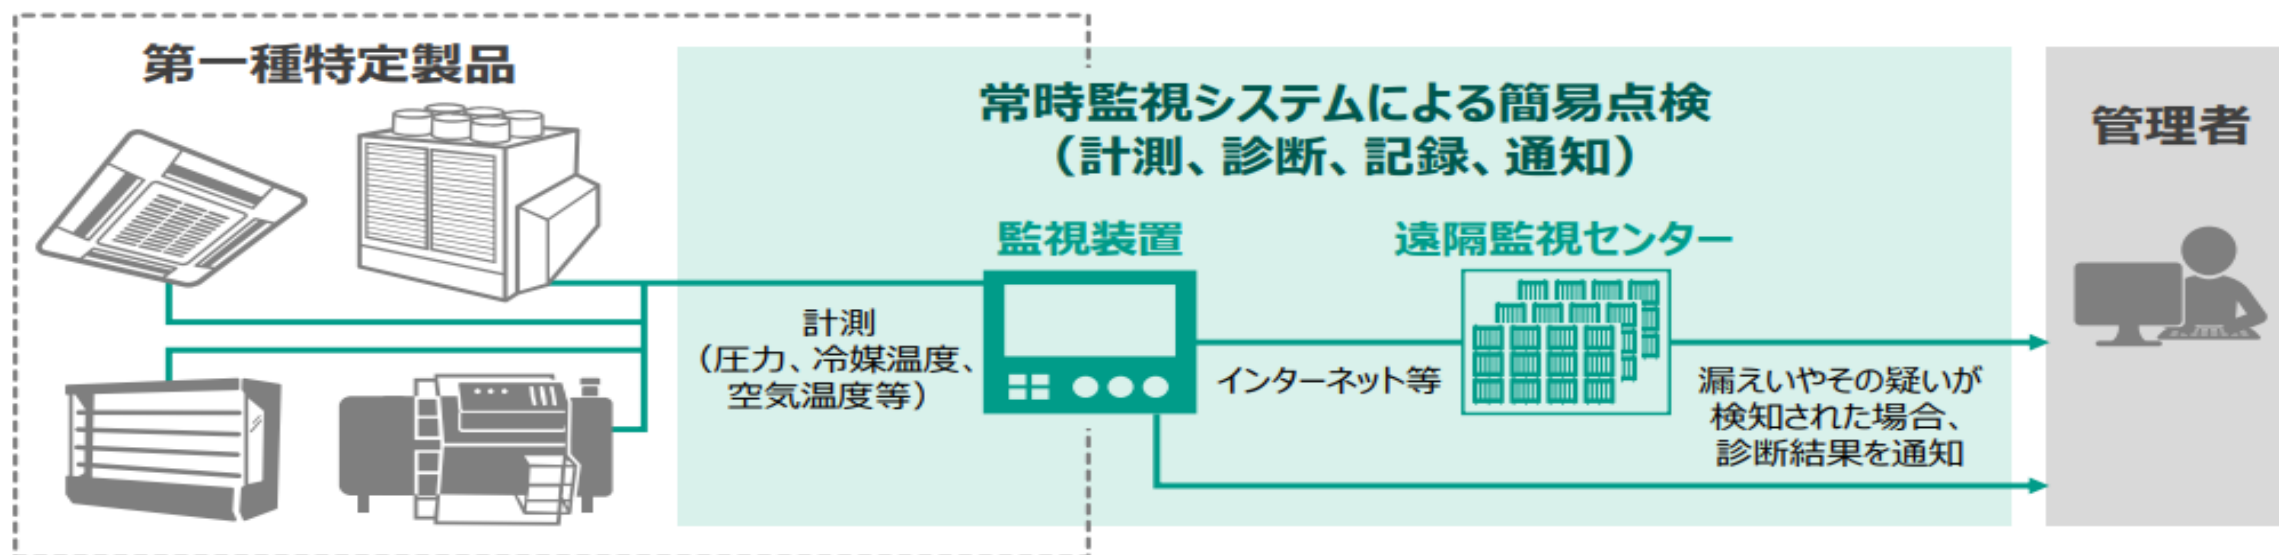 第一種特定製品
常時監視システムによる簡易点検
（計測、診断、記録、通知）
管理者
監視装置
遠隔監視センター
計測
（圧力、冷媒温度、
空気温度等）
インターネット等
漏えいやその疑いが
検知された場合、
診断結果を通知